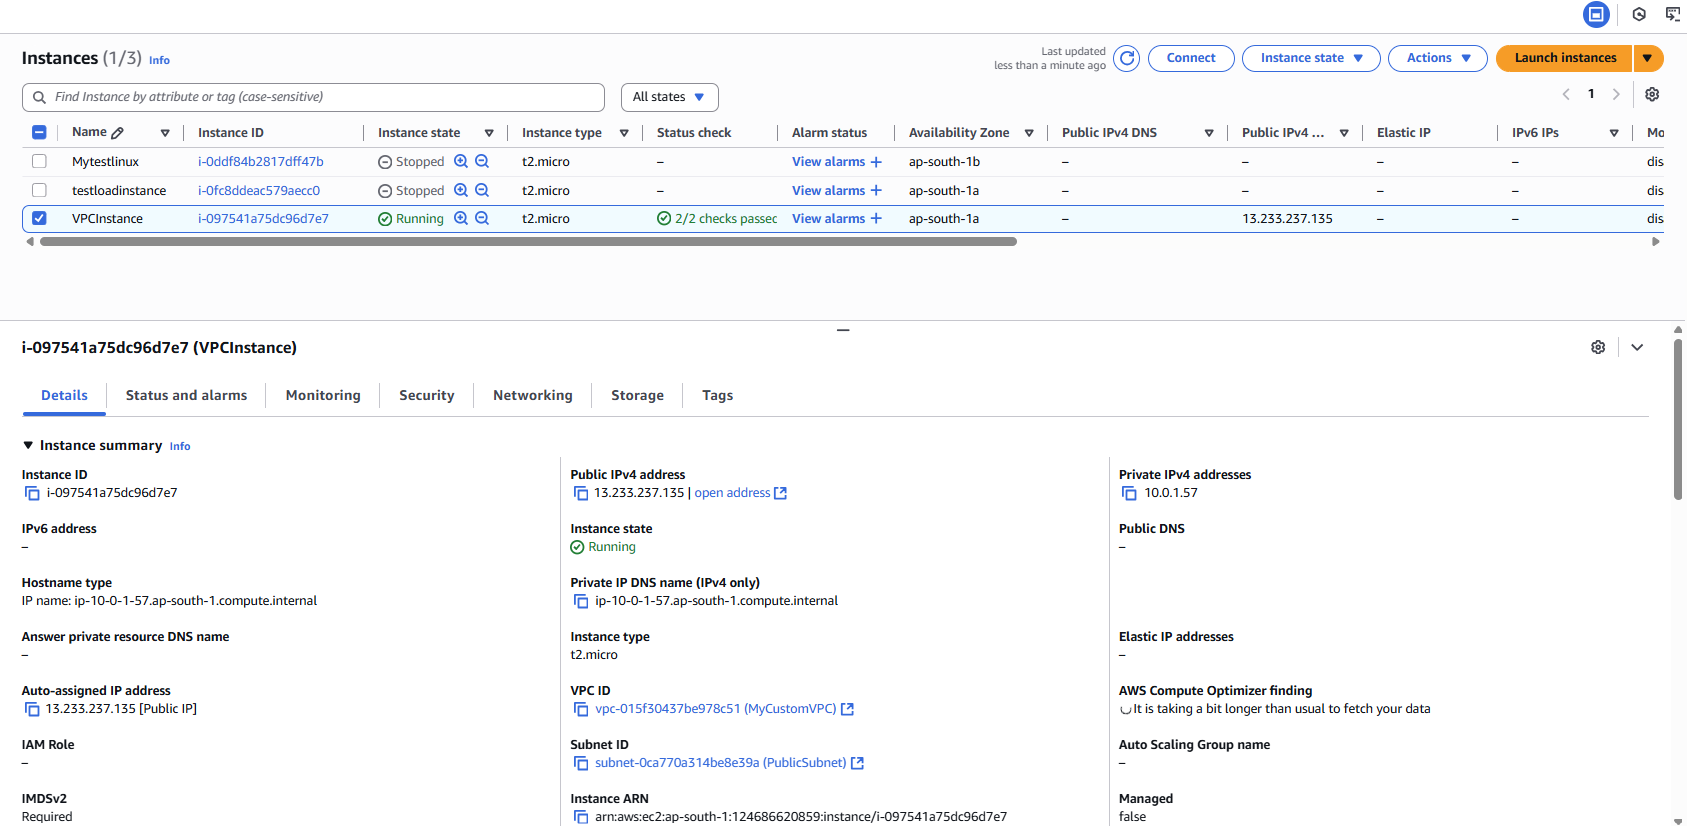 Instances (1/3) Info
Last updated
less than a minute ago
Connect
Instance state
Actions
Launch instances
Find Instance by attribute or tag (case-sensitive)
All states
1
Name Instance ID Instance state Instance type Status check Alarm status Availability Zone Public IPv4 DNS Public IPv4 ... Elastic IP IPv6 IPs Mo
Mytestlinux i-0ddf84b2817dff47b Stopped t2.micro – View alarms + ap-south-1b – – – – dis
testloadinstance i-0fc8ddeac579aecc0 Stopped t2.micro – View alarms + ap-south-1a – – – – dis
VPCInstance i-097541a75dc96d7e7 Running t2.micro 2/2 checks passec View alarms + ap-south-1a – 13.233.237.135 – – dis
i-097541a75dc96d7e7 (VPCInstance)
Details Status and alarms Monitoring Security Networking Storage Tags
Instance summary Info
Instance ID
i-097541a75dc96d7e7
Public IPv4 address
13.233.237.135 | open address
Private IPv4 addresses
10.0.1.57
IPv6 address
–
Instance state
Running
Public DNS
–
Hostname type
IP name: ip-10-0-1-57.ap-south-1.compute.internal
Private IP DNS name (IPv4 only)
ip-10-0-1-57.ap-south-1.compute.internal
Answer private resource DNS name
–
Instance type
t2.micro
Elastic IP addresses
–
Auto-assigned IP address
13.233.237.135 [Public IP]
VPC ID
vpc-015f30437be978c51 (MyCustomVPC)
AWS Compute Optimizer finding
It is taking a bit longer than usual to fetch your data
IAM Role
–
Subnet ID
subnet-0ca770a314be8e39a (PublicSubnet)
Auto Scaling Group name
–
IMDSv2
Required
Instance ARN
arn:aws:ec2:ap-south-1:124686620859:instance/i-097541a75dc96d7e7
Managed
false